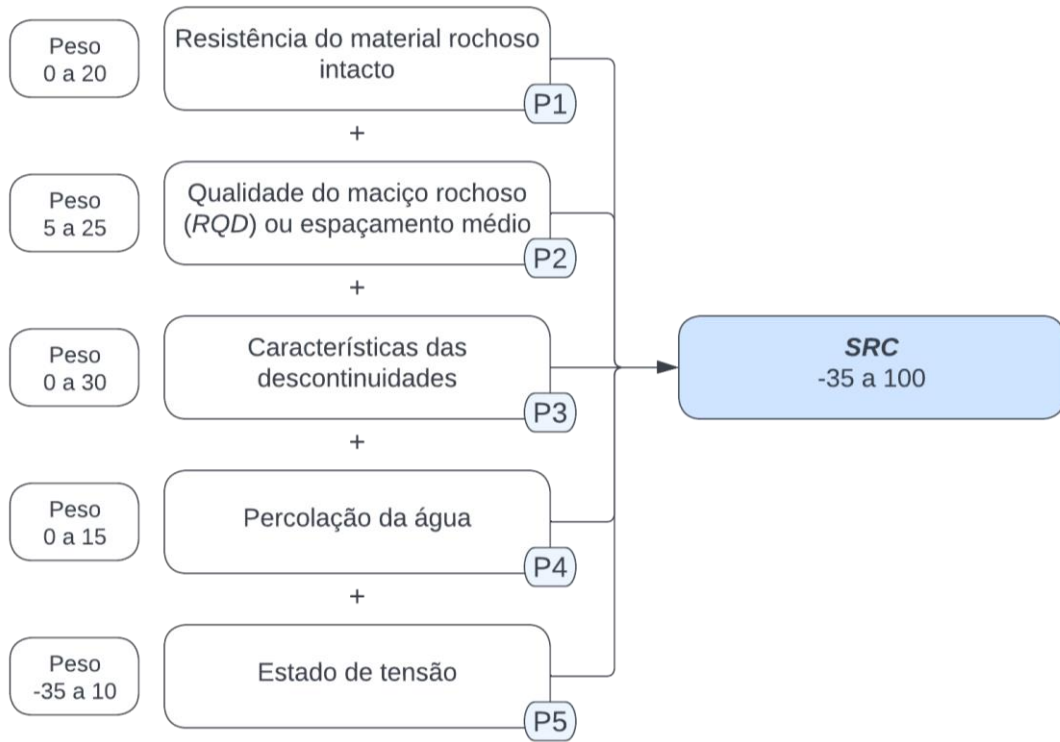 Peso
0 a 20
Resistência do material rochoso
intacto
P1
+
Peso
5 a 25
Qualidade do maciço rochoso
(RQD) ou espaçamento médio
P2
+
Peso
0 a 30
Características das
descontinuidades
P3
SRC
-35 a 100
+
Peso
0 a 15
Percolação da água
P4
+
Peso
-35 a 10
Estado de tensão
P5